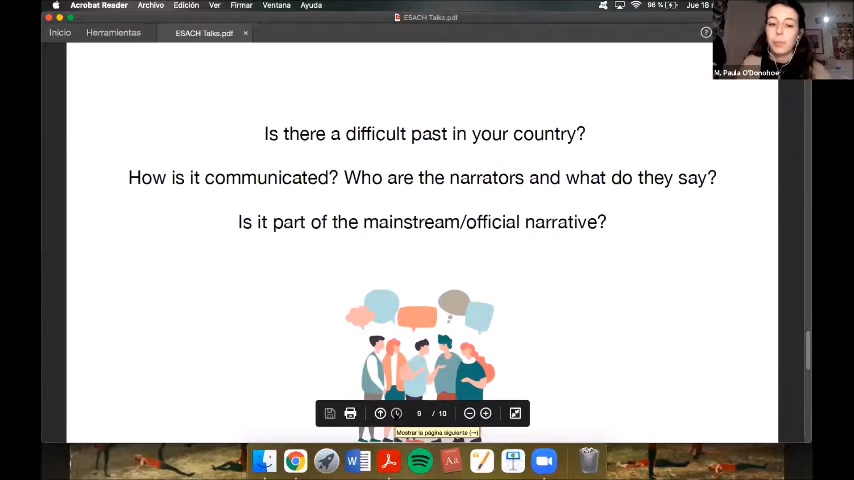 Acrobat Reader Archivo Edición Ver Firmar Ventana Ayuda 96 % Jue 18
ESACH Talks.pdf
Inicio Herramientas ESACH Talks.pdf ×
M. Paula O'Donohoe
Is there a difficult past in your country?
How is it communicated? Who are the narrators and what do they say?
Is it part of the mainstream/official narrative?
9 / 10
Mostrar la página siguiente (→)
W
Aa